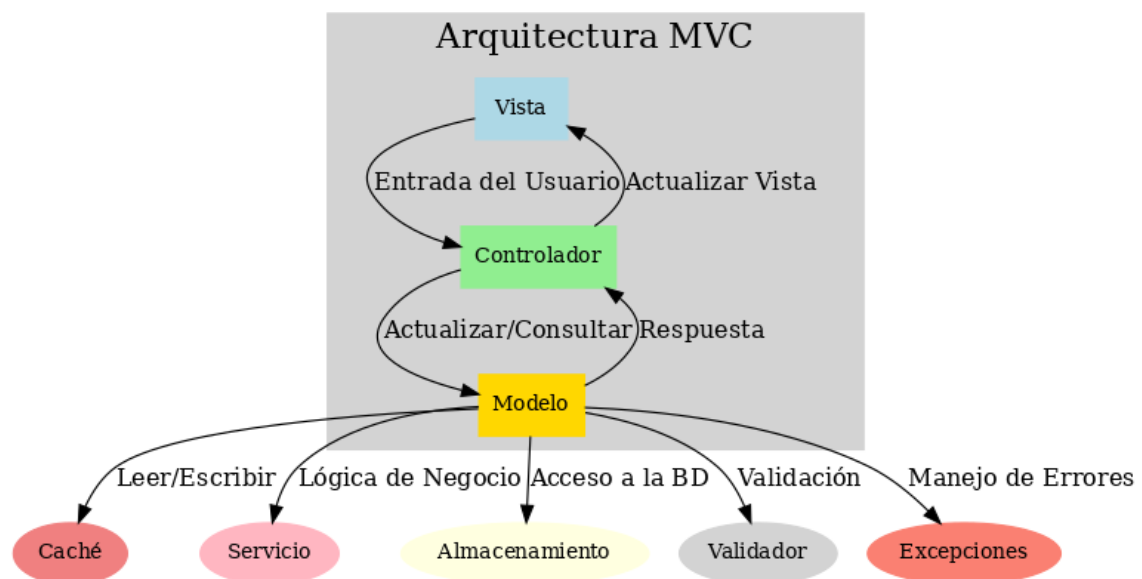 Arquitectura MVC
Vista
Entrada del Usuario
Actualizar Vista
Controlador
Actualizar/Consultar
Respuesta
Modelo
Leer/Escribir
Lógica de Negocio
Acceso a la BD
Validación
Manejo de Errores
Caché
Servicio
Almacenamiento
Validador
Excepciones